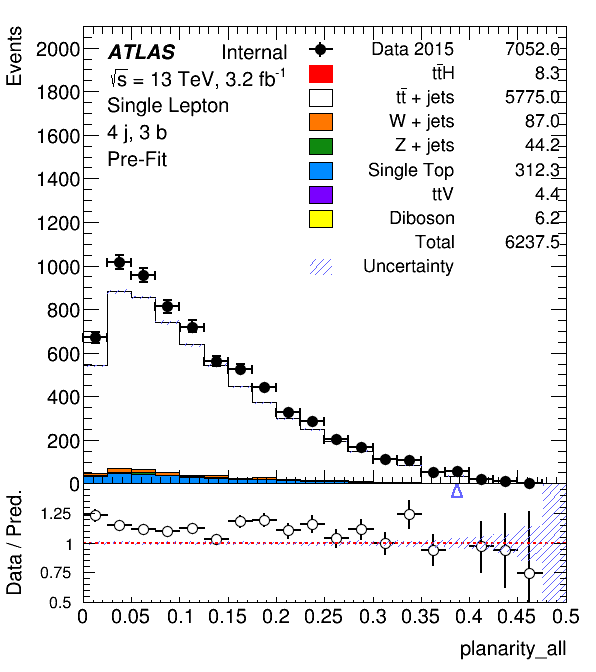 Events
2000
1800
1600
1400
1200
1000
800
600
400
200
0
ATLAS Internal
√s = 13 TeV, 3.2 fb⁻¹
Single Lepton
4 j, 3 b
Pre-Fit
Data 2015 7052.0
tt̄H 8.3
tt̄ + jets 5775.0
W + jets 87.0
Z + jets 44.2
Single Top 312.3
ttV 4.4
Diboson 6.2
Total 6237.5
Uncertainty
Data / Pred.
1.25
1
0.75
0.5
0 0.05 0.1 0.15 0.2 0.25 0.3 0.35 0.4 0.45 0.5
planarity_all